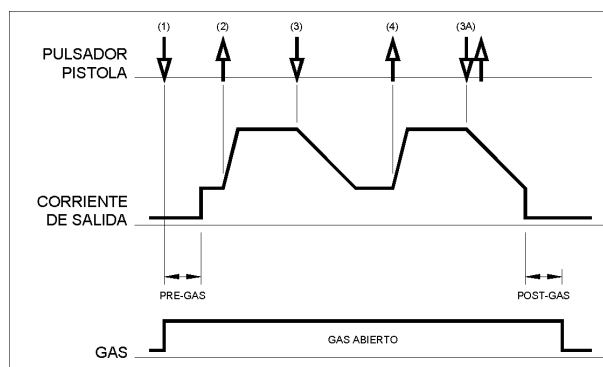 (1) (2) (3) (4) (3A)
PULSADOR
PISTOLA
CORRIENTE
DE SALIDA
PRE-GAS POST-GAS
GAS ABIERTO
GAS